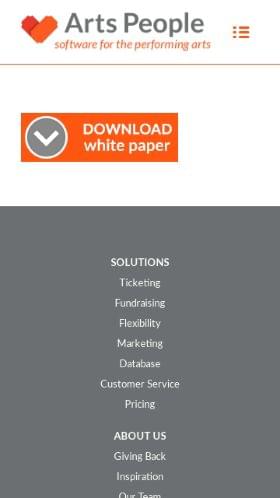 Arts People
software for the performing arts
DOWNLOAD
white paper
SOLUTIONS
Ticketing
Fundraising
Flexibility
Marketing
Database
Customer Service
Pricing
ABOUT US
Giving Back
Inspiration
Our Team